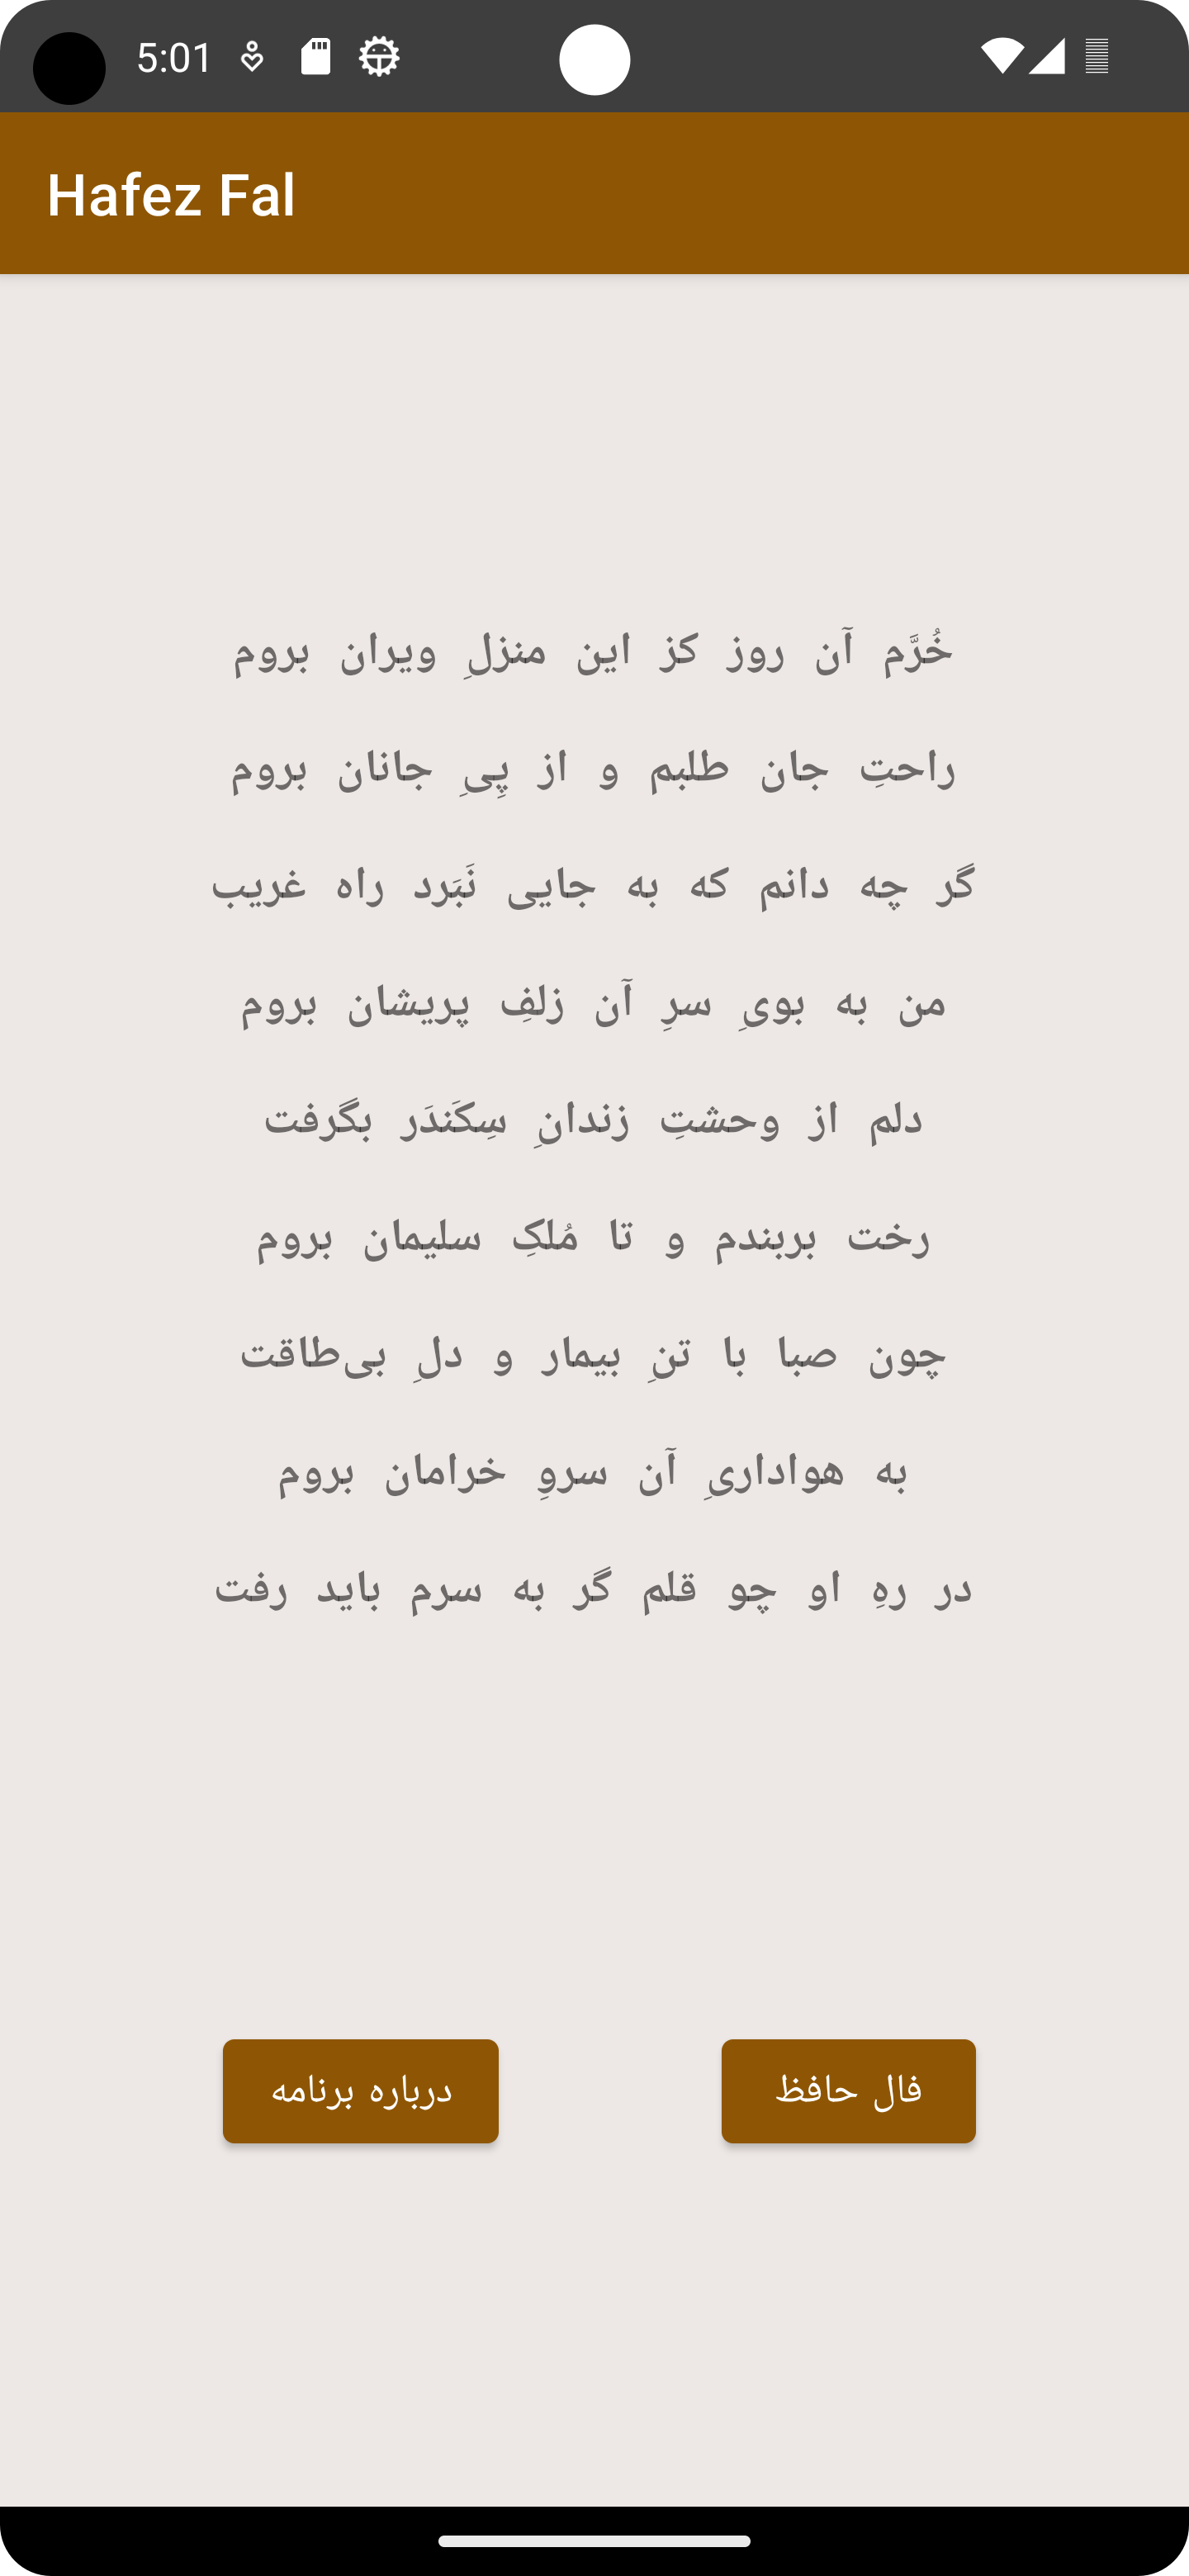 5:01
Hafez Fal
خُرَّم آن روز کز این منزلِ ویران بروم
راحتِ جان طلبم و از پِیِ جانان بروم
گر چه دانم که به جایی نَبَرد راه غریب
من به بویِ سرِ آن زلفِ پریشان بروم
دلم از وحشتِ زندانِ سِکَندَر بگرفت
رخت بربندم و تا مُلکِ سلیمان بروم
چون صبا با تنِ بیمار و دلِ بی‌طاقت
به هواداریِ آن سروِ خرامان بروم
در رهِ او چو قلم گر به سرم باید رفت
فال حافظ
درباره برنامه